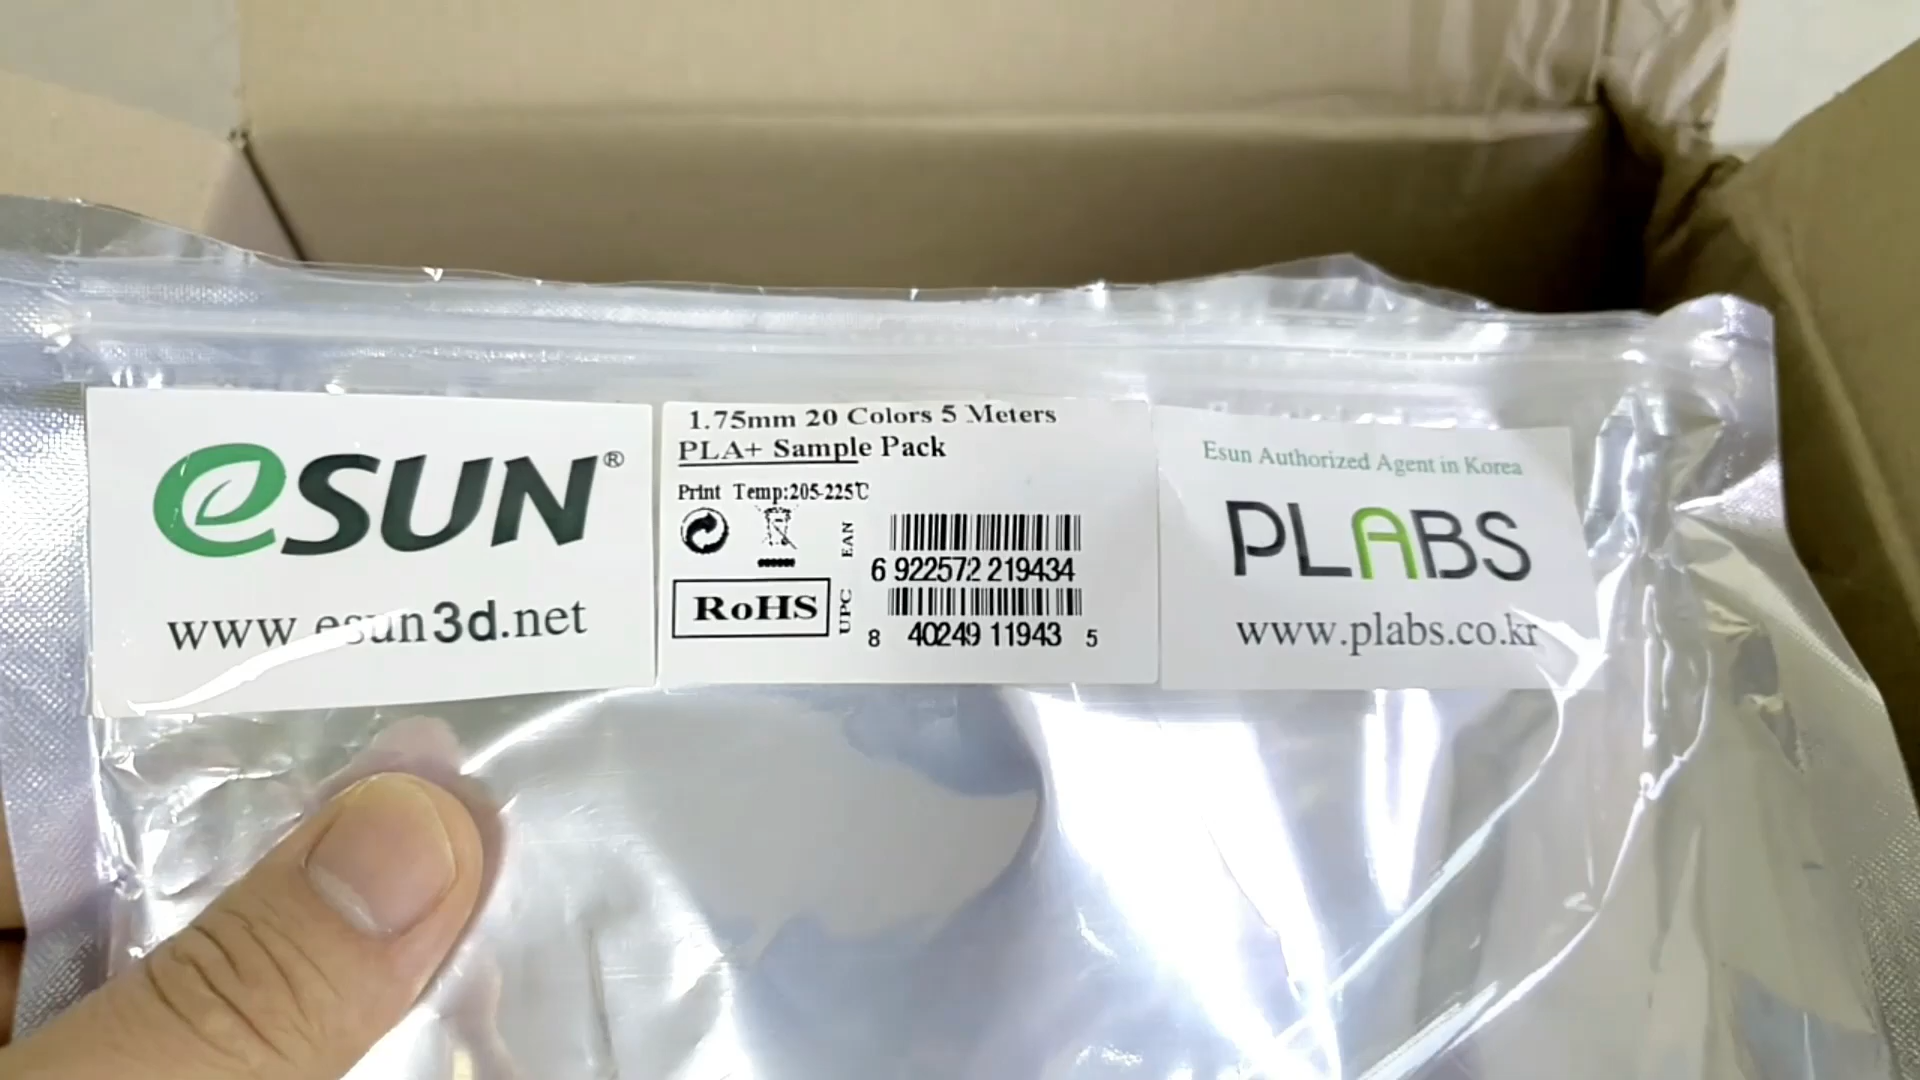 eSUN®
www.esun3d.net
1.75mm 20 Colors 5 Meters
PLA+ Sample Pack
Print Temp:205-225℃
EAN
6 922572 219434
RoHS
UPC
8 40249 11943 5
Esun Authorized Agent in Korea
PLABS
www.plabs.co.kr